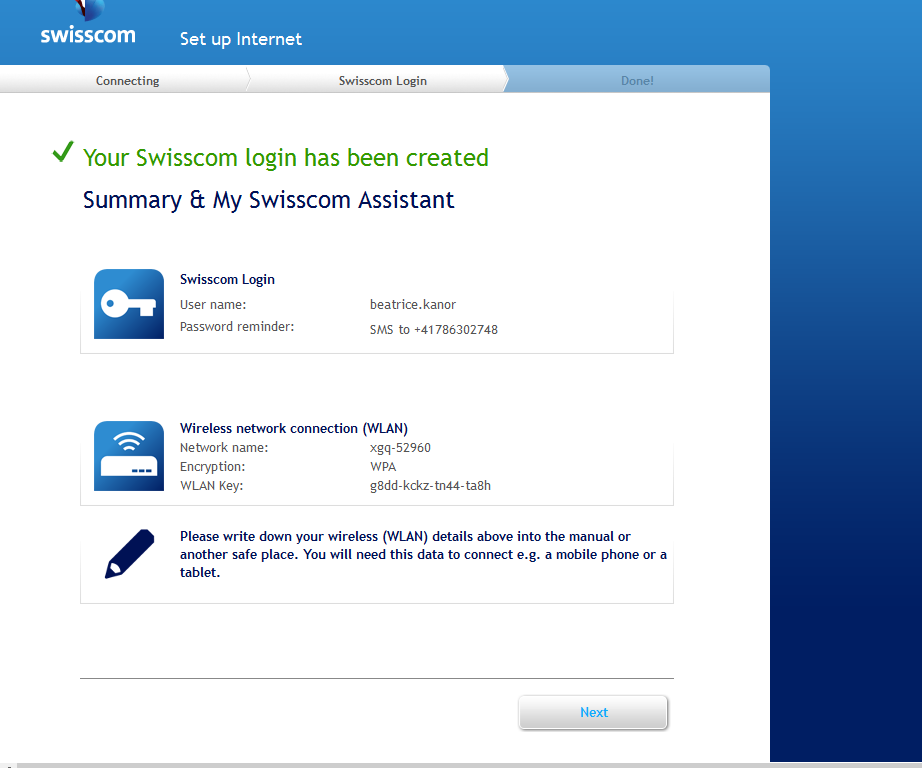 swisscom
Set up Internet
Connecting
Swisscom Login
Done!
Your Swisscom login has been created
Summary & My Swisscom Assistant
Swisscom Login
User name: beatrice.kanor
Password reminder: SMS to +41786302748
Wireless network connection (WLAN)
Network name: xgq-52960
Encryption: WPA
WLAN Key: g8dd-kckz-tn44-ta8h
Please write down your wireless (WLAN) details above into the manual or
another safe place. You will need this data to connect e.g. a mobile phone or a
tablet.
Next